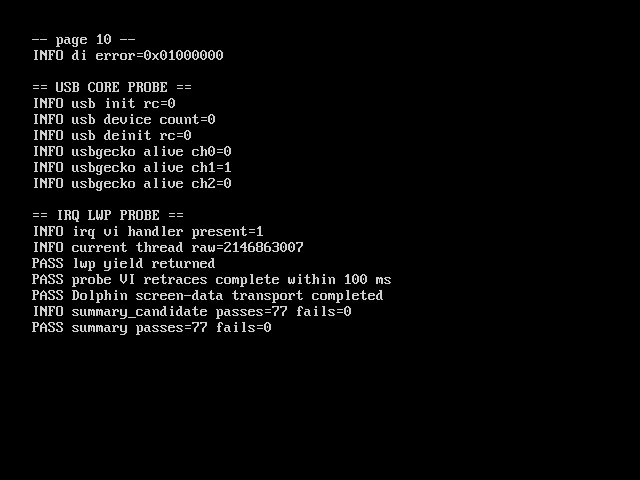 -- page 10 --
INFO di error=0x01000000
== USB CORE PROBE ==
INFO usb init rc=0
INFO usb device count=0
INFO usb deinit rc=0
INFO usbgecko alive ch0=0
INFO usbgecko alive ch1=1
INFO usbgecko alive ch2=0
== IRQ LWP PROBE ==
INFO irq vi handler present=1
INFO current thread raw=2146863007
PASS lwp yield returned
PASS probe VI retraces complete within 100 ms
PASS Dolphin screen-data transport completed
INFO summary_candidate passes=77 fails=0
PASS summary passes=77 fails=0